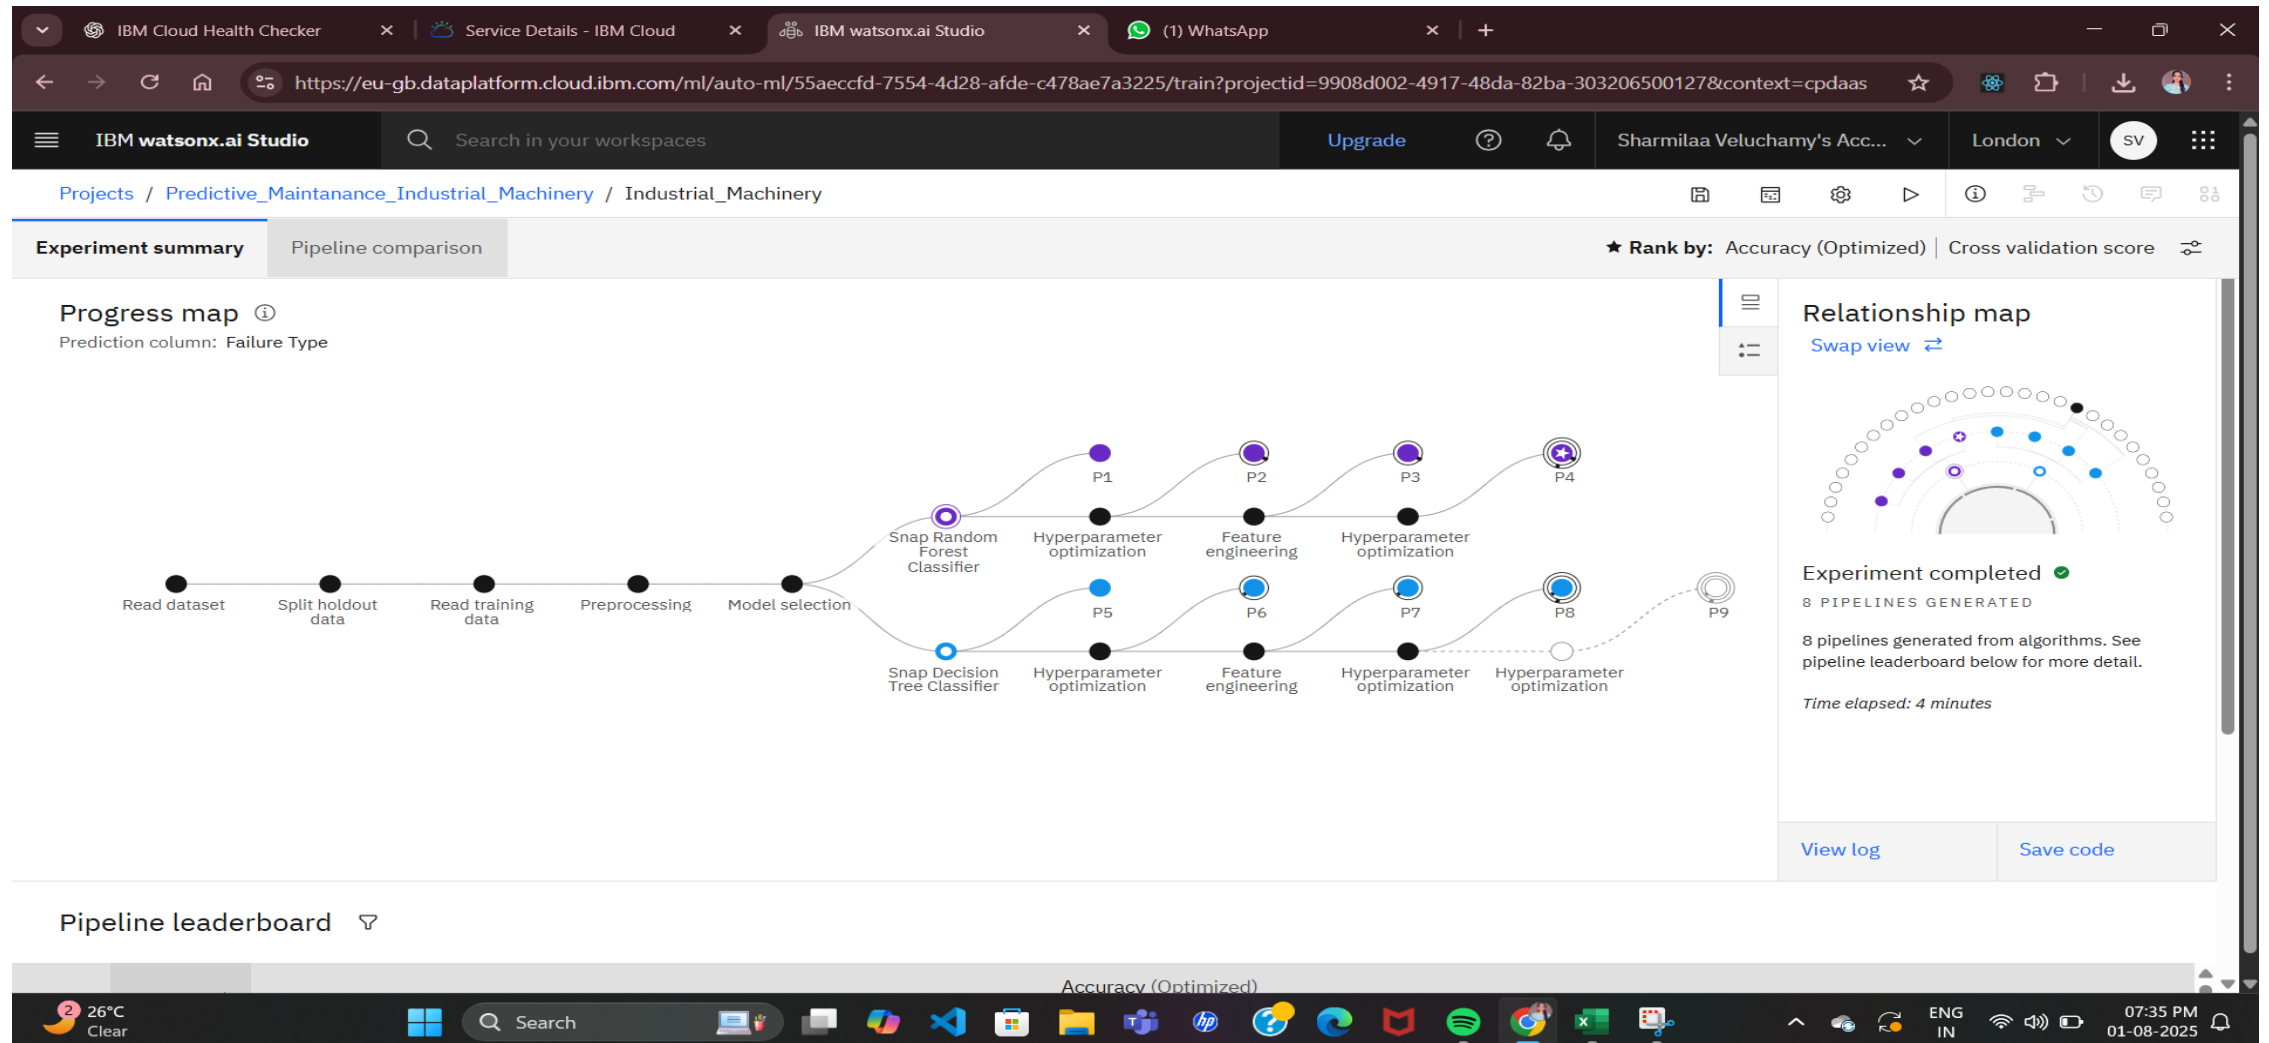 IBM Cloud Health Checker
Service Details - IBM Cloud
IBM watsonx.ai Studio
(1) WhatsApp
https://eu-gb.dataplatform.cloud.ibm.com/ml/auto-ml/55aeccfd-7554-4d28-afde-c478ae7a3225/train?projectid=9908d002-4917-48da-82ba-303206500127&context=cpdaas
IBM watsonx.ai Studio
Search in your workspaces
Upgrade
Sharmilaa Veluchamy's Acc...
London
SV
Projects / Predictive_Maintanance_Industrial_Machinery / Industrial_Machinery
Experiment summary
Pipeline comparison
Rank by: Accuracy (Optimized) | Cross validation score
Progress map
Prediction column: Failure Type
Relationship map
Swap view
P1
P2
P3
P4
Snap Random
Forest
Classifier
Hyperparameter
optimization
Feature
engineering
Hyperparameter
optimization
Read dataset
Split holdout
data
Read training
data
Preprocessing
Model selection
P5
P6
P7
P8
P9
Snap Decision
Tree Classifier
Hyperparameter
optimization
Feature
engineering
Hyperparameter
optimization
Hyperparameter
optimization
Experiment completed
8 PIPELINES GENERATED
8 pipelines generated from algorithms. See
pipeline leaderboard below for more detail.
Time elapsed: 4 minutes
View log
Save code
Pipeline leaderboard
Accuracy (Optimized)
2
26°C
Clear
Search
ENG
IN
07:35 PM
01-08-2025